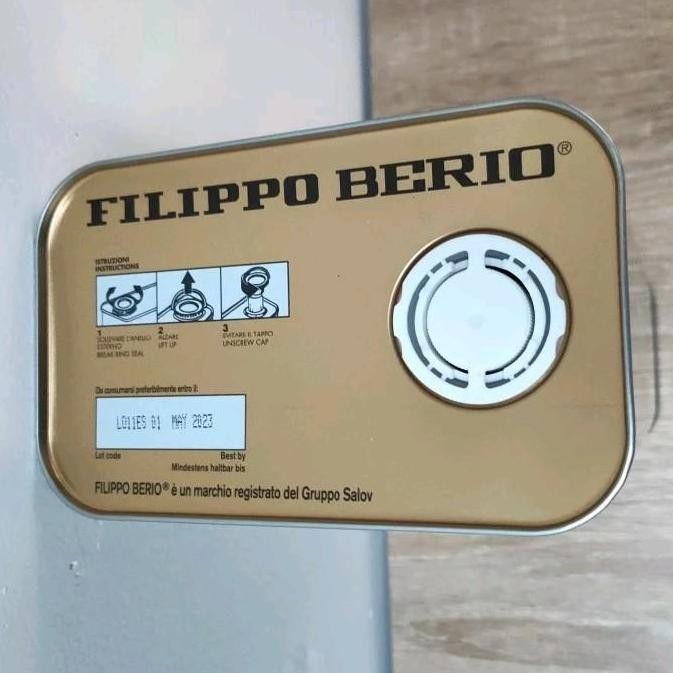 FILIPPO BERIO®
ISTRUZIONI
INSTRUCTIONS
1 2 3
SOLLEVARE L'ANELLO ALZARE EVITARE IL TAPPO
ESTERNO LIFT UP UNSCREW CAP
BREAK RING SEAL
Da consumarsi preferibilmente entro il:
L011ES 01 MAY 2023
Lot code Best by
Mindestens haltbar bis
FILIPPO BERIO® è un marchio registrato del Gruppo Salov